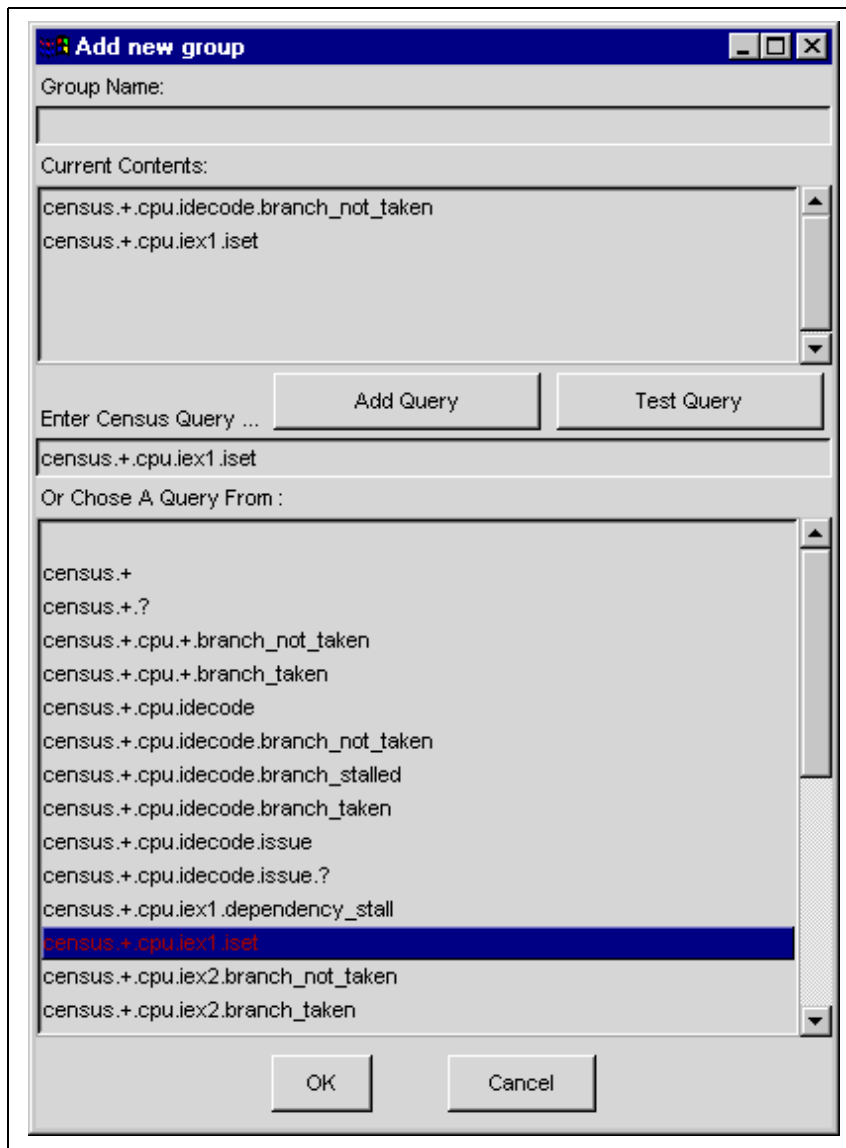 Add new group
Group Name:
Current Contents:
census.+.cpu.idecode.branch_not_taken
census.+.cpu.iex1.iset
Enter Census Query ... Add Query Test Query
census.+.cpu.iex1.iset
Or Chose A Query From :
census.+
census.+.?
census.+.cpu.+.branch_not_taken
census.+.cpu.+.branch_taken
census.+.cpu.idecode
census.+.cpu.idecode.branch_not_taken
census.+.cpu.idecode.branch_stalled
census.+.cpu.idecode.branch_taken
census.+.cpu.idecode.issue
census.+.cpu.idecode.issue.?
census.+.cpu.iex1.dependency_stall
census.+.cpu.iex1.iset
census.+.cpu.iex2.branch_not_taken
census.+.cpu.iex2.branch_taken
OK Cancel